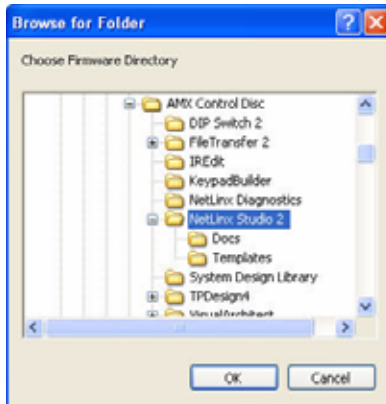 Browse for Folder
Choose Firmware Directory
AMX Control Disc
DIP Switch 2
FileTransfer 2
IREdit
KeypadBuilder
NetLinx Diagnostics
NetLinx Studio 2
Docs
Templates
System Design Library
TPDesign4
VisualArchitect
OK
Cancel